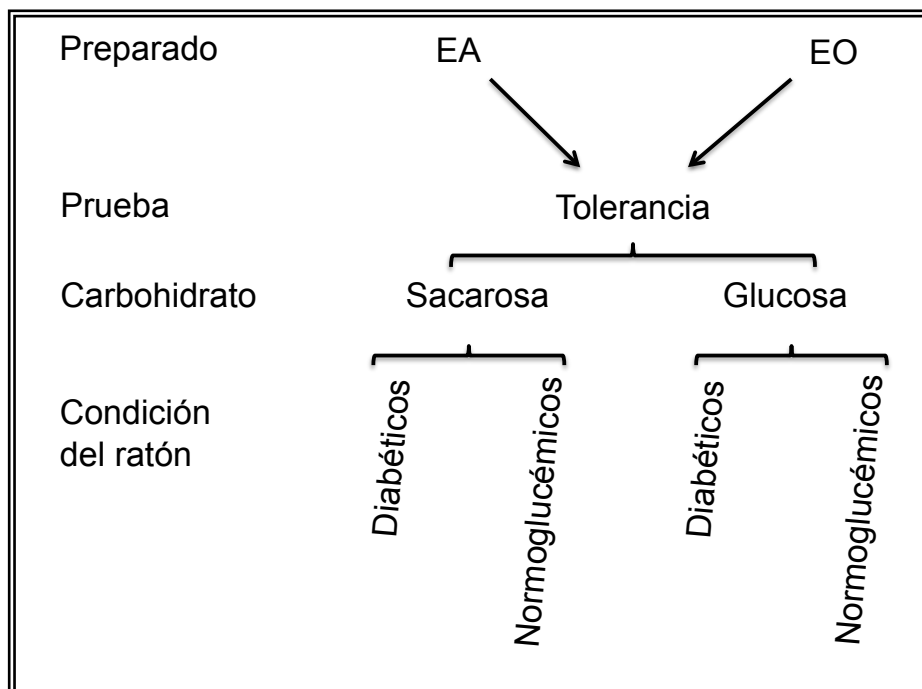 Preparado EA EO
Prueba Tolerancia
Carbohidrato Sacarosa Glucosa
Condición
del ratón
Diabéticos
Normoglucémicos
Diabéticos
Normoglucémicos